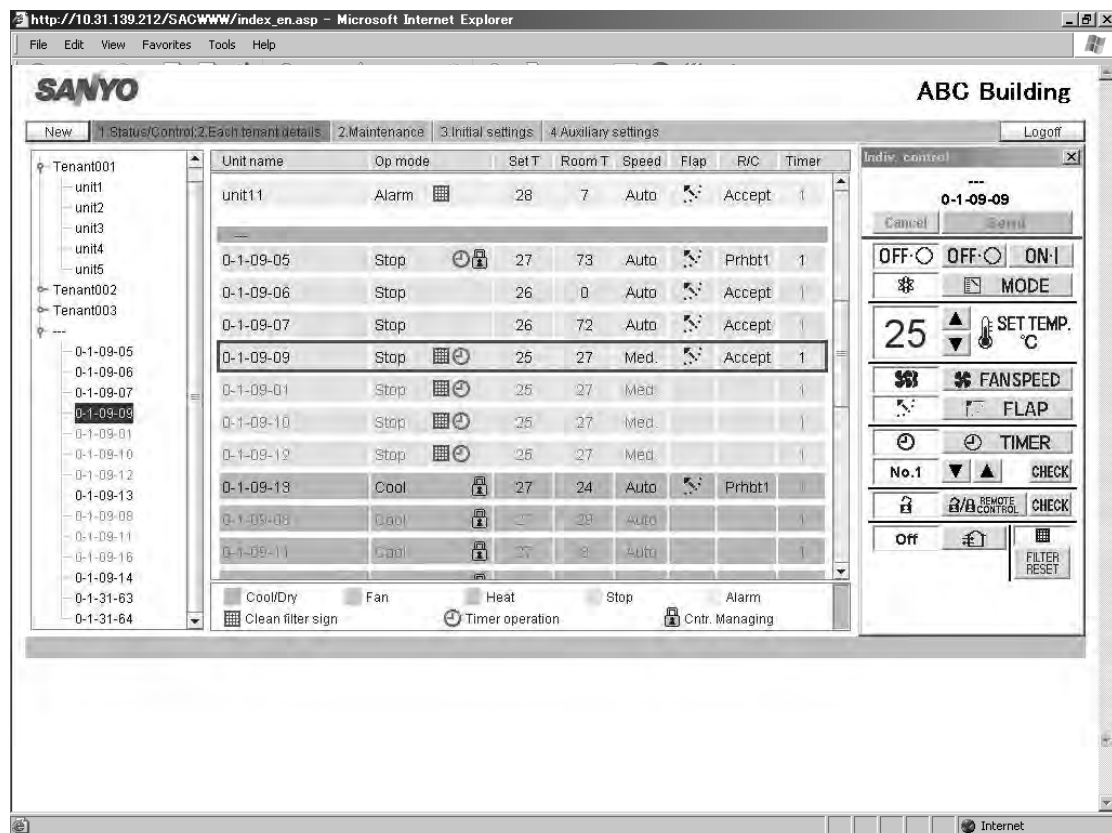 http://10.31.139.212/SACWWW/index_en.asp - Microsoft Internet Explorer
File Edit View Favorites Tools Help
SANYO
ABC Building
New 1.Status/Control:2.Each tenant details 2.Maintenance 3.Initial settings 4.Auxiliary settings Logoff
Tenant001
unit1
unit2
unit3
unit4
unit5
Tenant002
Tenant003
---
0-1-09-05
0-1-09-06
0-1-09-07
0-1-09-09
0-1-09-01
0-1-09-10
0-1-09-12
0-1-09-13
0-1-09-08
0-1-09-11
0-1-09-16
0-1-09-14
0-1-31-63
0-1-31-64
Unit name Op mode Set T Room T Speed Flap R/C Timer
unit11 Alarm 28 7 Auto Accept 1
---
0-1-09-05 Stop 27 73 Auto Prhbt1 1
0-1-09-06 Stop 26 0 Auto Accept 1
0-1-09-07 Stop 26 72 Auto Accept 1
0-1-09-09 Stop 25 27 Med. Accept 1
0-1-09-01 Stop 25 27 Med. 1
0-1-09-10 Stop 25 27 Med. 1
0-1-09-12 Stop 25 27 Med. 1
0-1-09-13 Cool 27 24 Auto Prhbt1 1
0-1-09-08 Cool 27 29 Auto
0-1-09-11 Cool 27 8 Auto 1
Cool/Dry Fan Heat Stop Alarm
Clean filter sign Timer operation Cntr. Managing
Indiv. control
---
0-1-09-09
Cancel Send
OFF OFF ON
MODE
25 SET TEMP. °C
FAN SPEED
FLAP
TIMER
No.1 CHECK
REMOTE CONTROL CHECK
Off
FILTER RESET
Internet